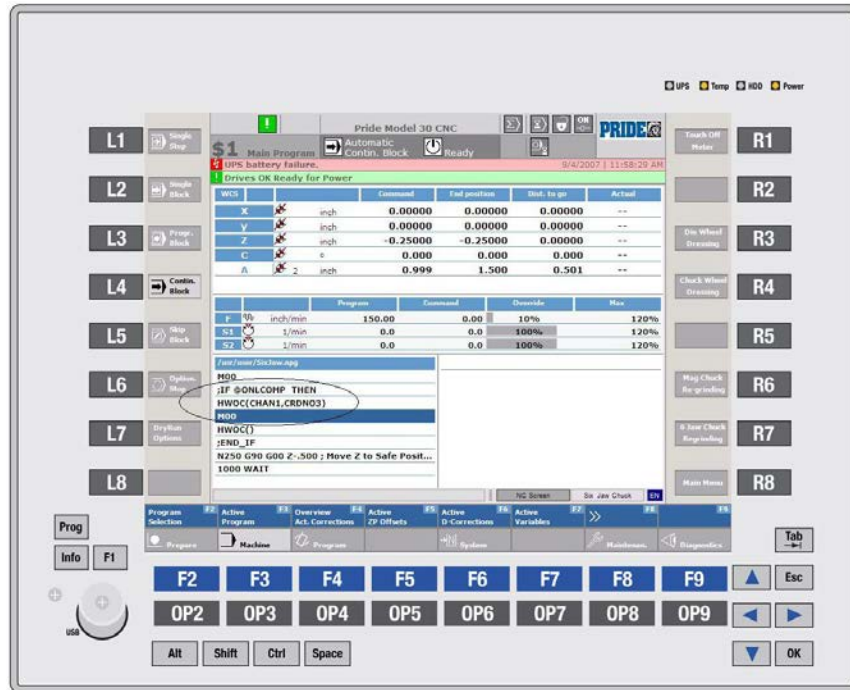 UPS Temp HDD Power
Pride Model 30 CNC
PRIDE
$1 Main Program
Automatic
Contin. Block
Ready
UPS battery failure. 9/4/2007 | 11:58:29 AM
Drives OK Ready for Power
WCS Command End position Dist. to go Actual
X inch 0.00000 0.00000 0.00000 --
Y inch 0.00000 0.00000 0.00000 --
Z inch -0.25000 -0.25000 0.00000 --
C ° 0.000 0.000 0.000 --
A 2 inch 0.999 1.500 0.501 --
Program Command Override Max
F inch/min 150.00 0.00 10% 120%
S1 1/min 0.0 0.0 100% 120%
S2 1/min 0.0 0.0 100% 120%
/usr/user/SixJaw.npg
M00
;IF @ONLCOMP THEN
HWOC(CHAN1,CRDNO3)
M00
HWOC()
;END_IF
N250 G90 G00 Z-.500 ; Move Z to Safe Posit...
1000 WAIT
NC Screen Six Jaw Chuck EN
L1 Single
Step
L2 Single
Block
L3 Progr.
Block
L4 Contin.
Block
L5 Skip
Block
L6 Option.
Stop
L7 DryRun
Options
L8
Touch Off
Meter R1
R2
Die Wheel
Dressing R3
Chuck Wheel
Dressing R4
R5
Mag Chuck
Re-grinding R6
6 Jaw Chuck
Regrinding R7
Main Menu R8
Program
Selection F2
Active
Program F3
Overview
Act. Corrections F4
Active
ZP Offsets F5
Active
D-Corrections F6
Active
Variables F7
>> F8
F9
Prepare Machine Program System Maintenan. Diagnostics
Prog
Info F1
USB
Tab
Esc
F2 F3 F4 F5 F6 F7 F8 F9
OP2 OP3 OP4 OP5 OP6 OP7 OP8 OP9
Alt Shift Ctrl Space OK